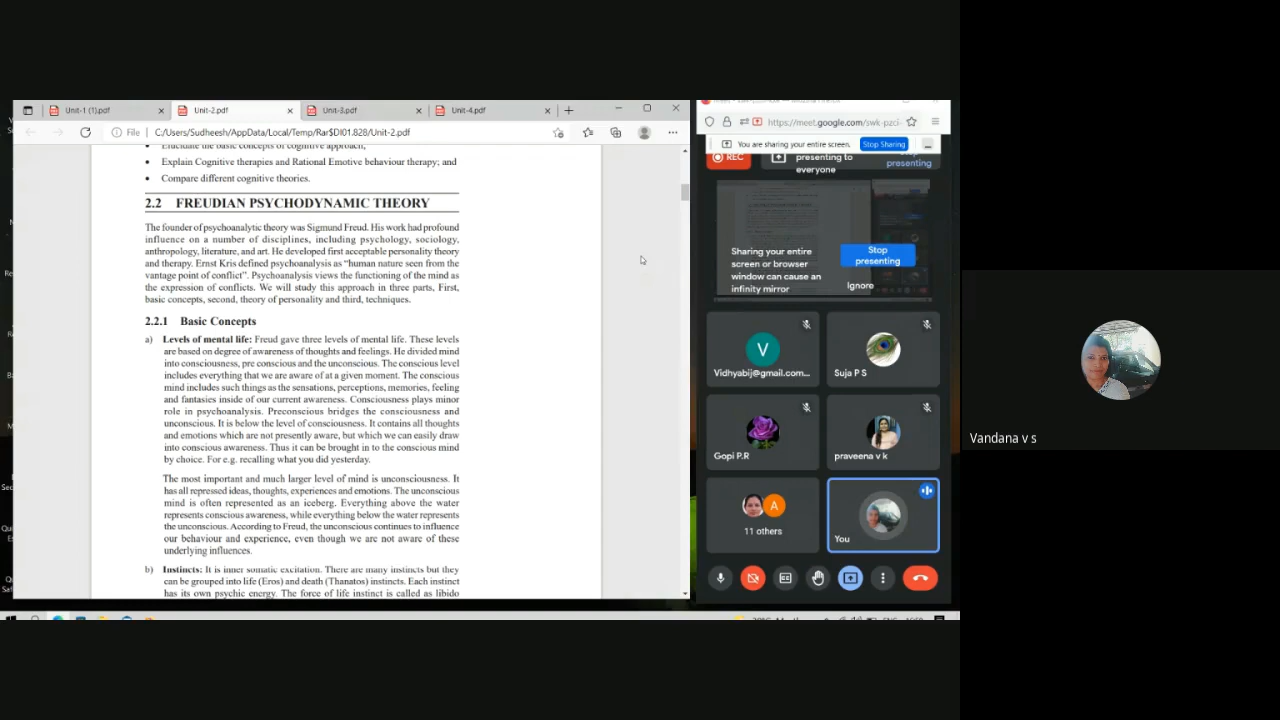 Unit-1 (1).pdf
Unit-2.pdf
Unit-3.pdf
Unit-4.pdf
File
C:/Users/Sudheesh/AppData/Local/Temp/Rar$DI01.828/Unit-2.pdf
Elucidate the basic concepts of cognitive approach;
• Explain Cognitive therapies and Rational Emotive behaviour therapy; and
• Compare different cognitive theories.
2.2 FREUDIAN PSYCHODYNAMIC THEORY
The founder of psychoanalytic theory was Sigmund Freud. His work had profound
influence on a number of disciplines, including psychology, sociology,
anthropology, literature, and art. He developed first acceptable personality theory
and therapy. Ernst Kris defined psychoanalysis as “human nature seen from the
vantage point of conflict”. Psychoanalysis views the functioning of the mind as
the expression of conflicts. We will study this approach in three parts, First,
basic concepts, second, theory of personality and third, techniques.
2.2.1 Basic Concepts
a) Levels of mental life: Freud gave three levels of mental life. These levels
are based on degree of awareness of thoughts and feelings. He divided mind
into consciousness, pre conscious and the unconscious. The conscious level
includes everything that we are aware of at a given moment. The conscious
mind includes such things as the sensations, perceptions, memories, feeling
and fantasies inside of our current awareness. Consciousness plays minor
role in psychoanalysis. Preconscious bridges the consciousness and
unconscious. It is below the level of consciousness. It contains all thoughts
and emotions which are not presently aware, but which we can easily draw
into conscious awareness. Thus it can be brought in to the conscious mind
by choice. For e.g. recalling what you did yesterday.
The most important and much larger level of mind is unconsciousness. It
has all repressed ideas, thoughts, experiences and emotions. The unconscious
mind is often represented as an iceberg. Everything above the water
represents conscious awareness, while everything below the water represents
the unconscious. According to Freud, the unconscious continues to influence
our behaviour and experience, even though we are not aware of these
underlying influences.
b) Instincts: It is inner somatic excitation. There are many instincts but they
can be grouped into life (Eros) and death (Thanatos) instincts. Each instinct
has its own psychic energy. The force of life instinct is called as libido
https://meet.google.com/swk-pzci-
You are sharing your entire screen.
Stop Sharing
REC
presenting to
everyone
presenting
Sharing your entire
screen or browser
window can cause an
infinity mirror
Stop
presenting
Ignore
V
Vidhyabij@gmail.com...
Suja P S
Gopi P.R
praveena v k
A
11 others
You
Vandana v s